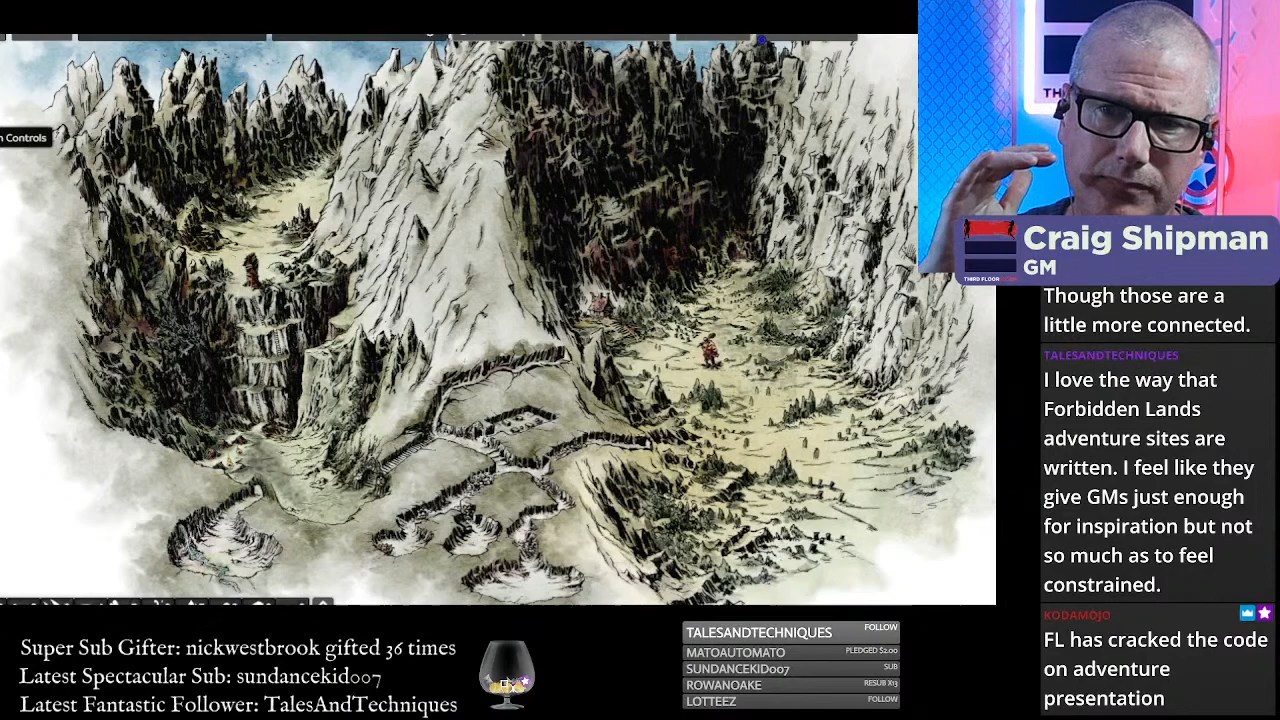 n Controls
TH
Craig Shipman
GM
THIRD FLOOR
Though those are a
little more connected.
TALESANDTECHNIQUES
I love the way that
Forbidden Lands
adventure sites are
written. I feel like they
give GMs just enough
for inspiration but not
so much as to feel
constrained.
KODAMOJO
FL has cracked the code
on adventure
presentation
Super Sub Gifter: nickwestbrook gifted 36 times
Latest Spectacular Sub: sundancekid007
Latest Fantastic Follower: TalesAndTechniques
TALESANDTECHNIQUES FOLLOW
MATOAUTOMATO PLEDGED $2.00
SUNDANCEKID007 SUB
ROWANOAKE RESUB X13
LOTTEEZ FOLLOW